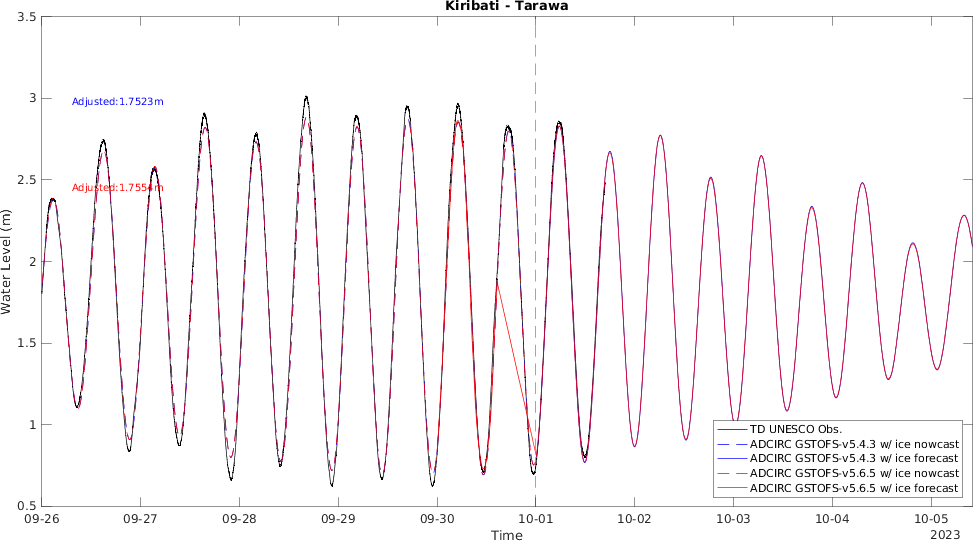 Kiribati - Tarawa
3.5
3
2.5
2
1.5
1
0.5
Water Level (m)
Adjusted:1.7523m
Adjusted:1.7554m
TD UNESCO Obs.
ADCIRC GSTOFS-v5.4.3 w/ ice nowcast
ADCIRC GSTOFS-v5.4.3 w/ ice forecast
ADCIRC GSTOFS-v5.6.5 w/ ice nowcast
ADCIRC GSTOFS-v5.6.5 w/ ice forecast
09-26 09-27 09-28 09-29 09-30 10-01 10-02 10-03 10-04 10-05
Time
2023